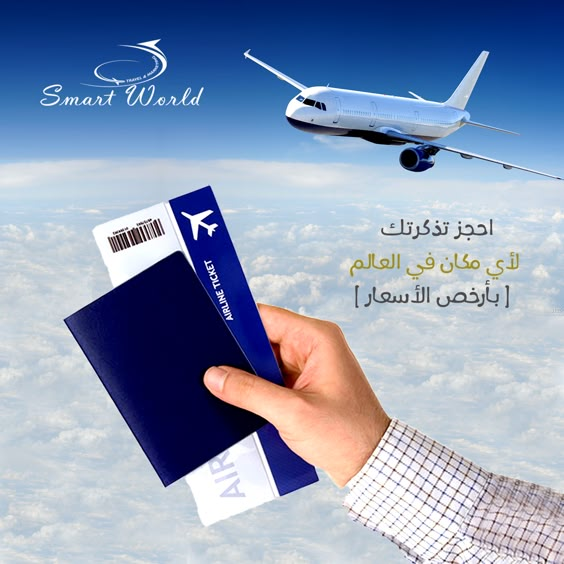 Smart World
احجز تذكرتك
لأي مكان في العالم
[ بأرخص الأسعار ]
AIRLINE TICKET
AIR